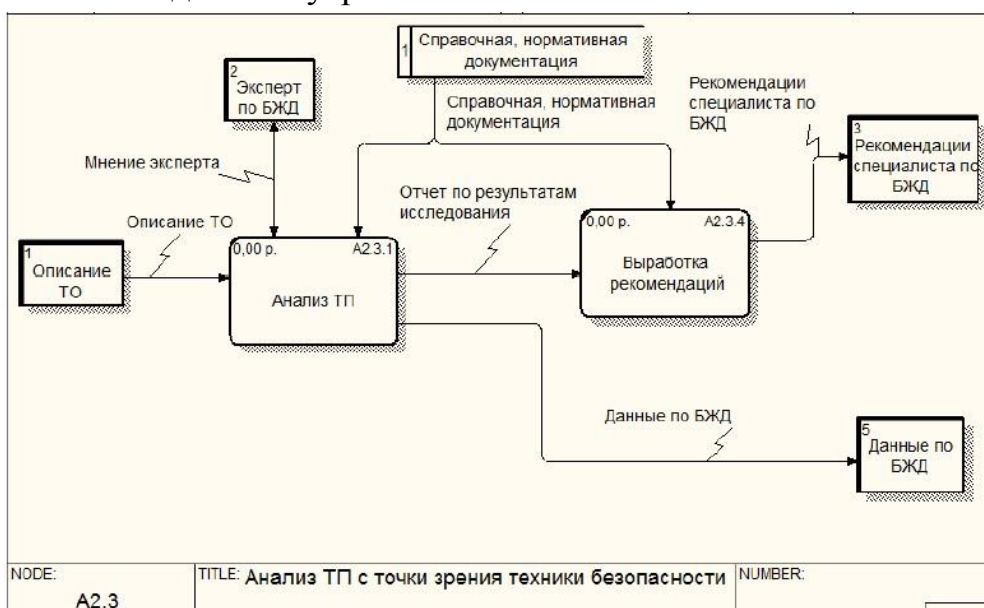 1
Справочная, нормативная
документация
2
Эксперт
по БЖД
Справочная, нормативная
документация
Рекомендации
специалиста по
БЖД
3
Рекомендации
специалиста по
БЖД
Мнение эксперта
Описание ТО
Отчет по результатам
исследования
1
Описание
ТО
0,00 р. A2.3.1
Анализ ТП
0,00 р. A2.3.4
Выработка
рекомендаций
Данные по БЖД
5
Данные по
БЖД
NODE:
A2.3
TITLE: Анализ ТП с точки зрения техники безопасности
NUMBER: